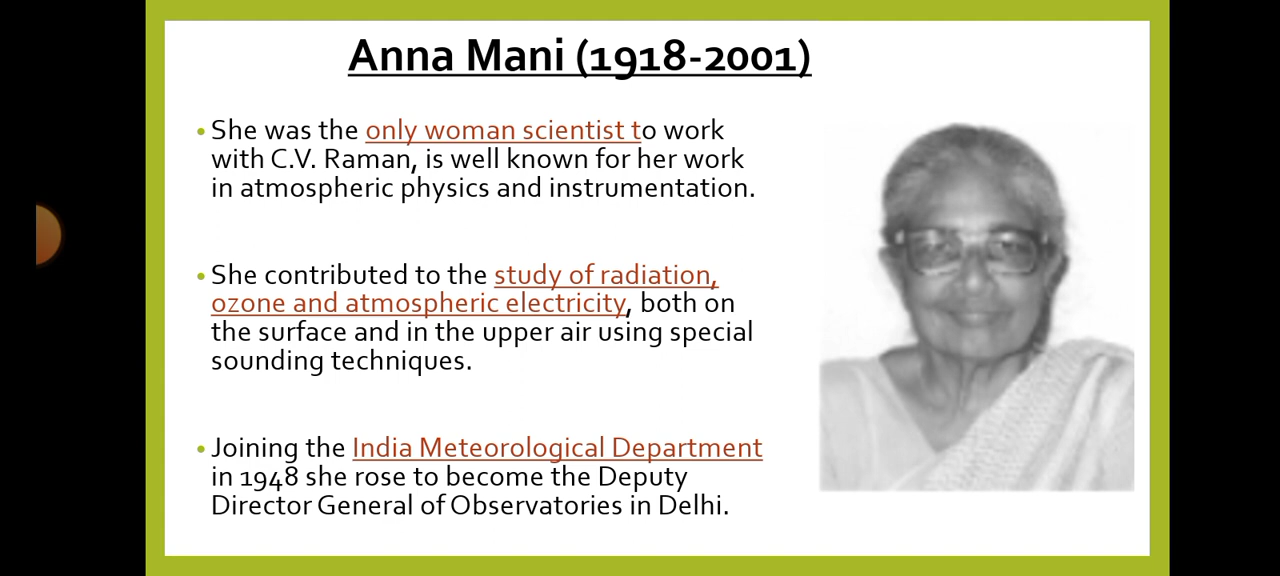 Anna Mani (1918-2001)
• She was the only woman scientist to work
with C.V. Raman, is well known for her work
in atmospheric physics and instrumentation.
• She contributed to the study of radiation,
ozone and atmospheric electricity, both on
the surface and in the upper air using special
sounding techniques.
• Joining the India Meteorological Department
in 1948 she rose to become the Deputy
Director General of Observatories in Delhi.